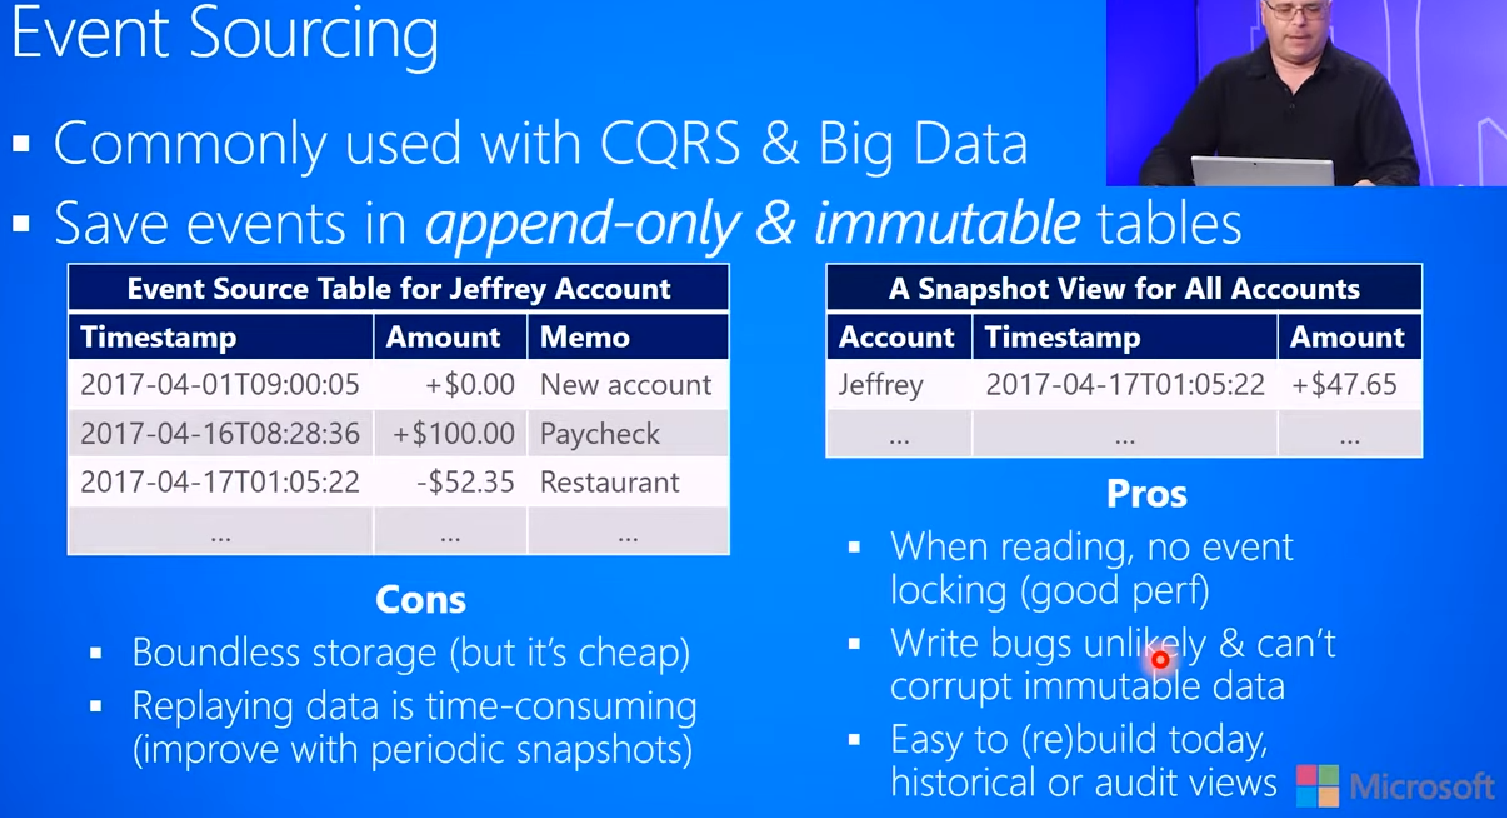 Event Sourcing
Commonly used with CQRS & Big Data
Save events in append-only & immutable tables
Event Source Table for Jeffrey Account
Timestamp Amount Memo
2017-04-01T09:00:05 +$0.00 New account
2017-04-16T08:28:36 +$100.00 Paycheck
2017-04-17T01:05:22 -$52.35 Restaurant
... ... ...
Cons
Boundless storage (but it's cheap)
Replaying data is time-consuming
(improve with periodic snapshots)
A Snapshot View for All Accounts
Account Timestamp Amount
Jeffrey 2017-04-17T01:05:22 +$47.65
... ... ...
Pros
When reading, no event
locking (good perf)
Write bugs unlikely & can't
corrupt immutable data
Easy to (re)build today,
historical or audit views
Microsoft